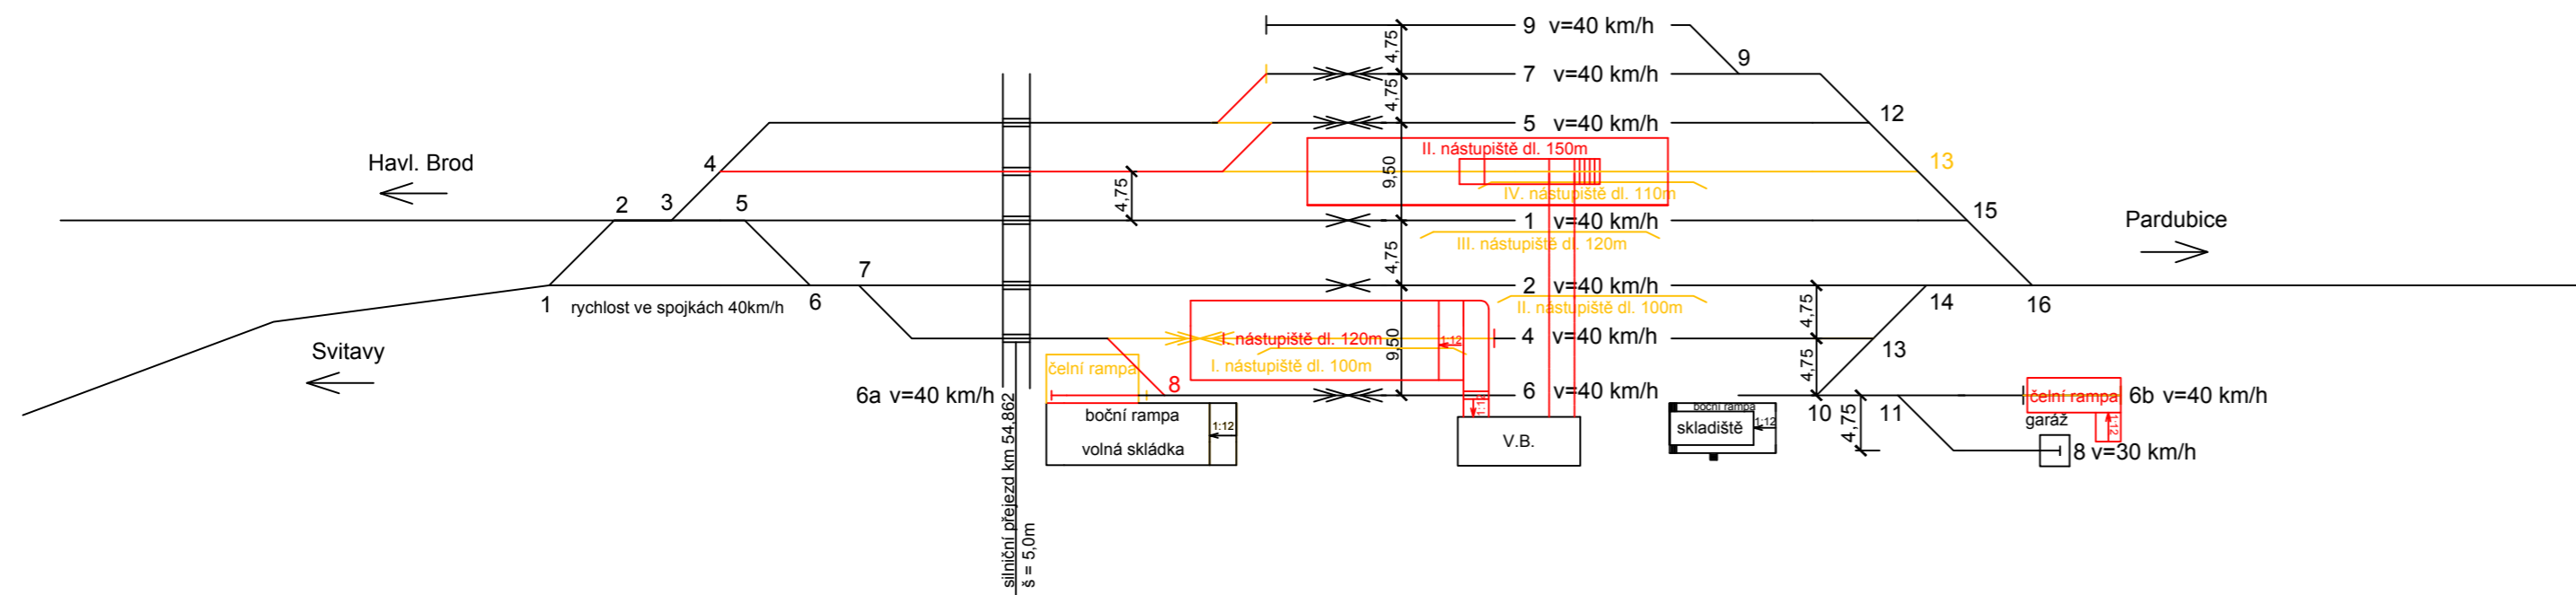 9 v=40 km/h
4,75
9
7 v=40 km/h
4,75
12
5 v=40 km/h
II. nástupiště dl. 150m
Havl. Brod
4
13
9,50
4,75
IV. nástupiště dl. 110m
2
3
5
1 v=40 km/h
15
Pardubice
III. nástupiště dl. 120m
4,75
7
2 v=40 km/h
1
rychlost ve spojkách 40km/h
6
II. nástupiště dl. 100m
14
16
4,75
I. nástupiště dl. 120m
1:12
4 v=40 km/h
Svitavy
9,50
13
čelní rampa
I. nástupiště dl. 100m
4,75
8
6a v=40 km/h
6 v=40 km/h
čelní rampa
6b v=40 km/h
1:12
boční rampa
boční rampa
10
11
4,75
garáž
1:12
1:12
skladiště
1:12
V.B.
volná skládka
8 v=30 km/h
silniční přejezd km 54,862
š = 5,0m